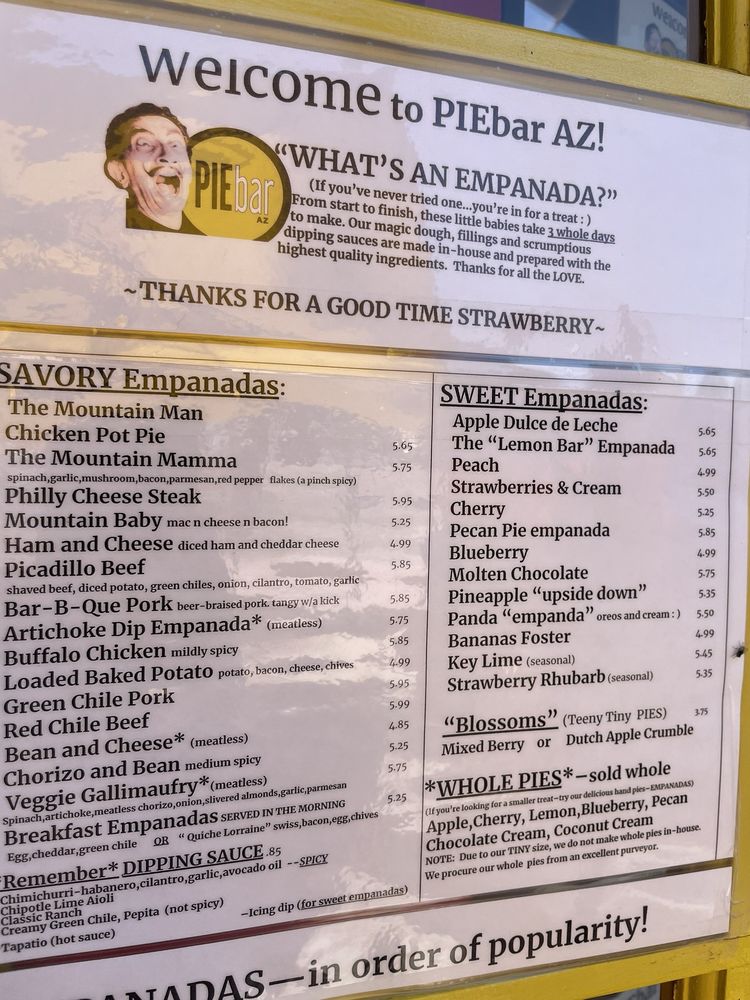 Welcome to PIEbar AZ!
PIEbar
AZ
"WHAT'S AN EMPANADA?"
(If you've never tried one...you're in for a treat : )
From start to finish, these little babies take 3 whole days
to make. Our magic dough, fillings and scrumptious
dipping sauces are made in-house and prepared with the
highest quality ingredients. Thanks for all the LOVE.
~THANKS FOR A GOOD TIME STRAWBERRY~
SAVORY Empanadas:
The Mountain Man
Chicken Pot Pie 5.65
The Mountain Mamma 5.75
spinach,garlic,mushroom,bacon,parmesan,red pepper flakes (a pinch spicy)
Philly Cheese Steak 5.95
Mountain Baby mac n cheese n bacon! 5.25
Ham and Cheese diced ham and cheddar cheese 4.99
Picadillo Beef 5.85
shaved beef, diced potato, green chiles, onion, cilantro, tomato, garlic
Bar-B-Que Pork beer-braised pork. tangy w/a kick 5.85
Artichoke Dip Empanada* (meatless) 5.75
Buffalo Chicken mildly spicy 5.85
Loaded Baked Potato potato, bacon, cheese, chives 4.99
Green Chile Pork 5.95
Red Chile Beef 5.99
Bean and Cheese* (meatless) 4.85
Chorizo and Bean medium spicy 5.25
Veggie Gallimaufry*(meatless) 5.75
Spinach,artichoke,meatless chorizo,onion,slivered almonds,garlic,parmesan
Breakfast Empanadas SERVED IN THE MORNING 5.25
Egg,cheddar,green chile OR "Quiche Lorraine" swiss,bacon,egg,chives
*Remember* DIPPING SAUCE .85
Chimichurri-habanero,cilantro,garlic,avocado oil --SPICY
Chipotle Lime Aioli
Classic Ranch
Creamy Green Chile, Pepita (not spicy)
Tapatio (hot sauce)
–Icing dip (for sweet empanadas)
SWEET Empanadas:
Apple Dulce de Leche 5.65
The "Lemon Bar" Empanada 5.65
Peach 4.99
Strawberries & Cream 5.50
Cherry 5.25
Pecan Pie empanada 5.85
Blueberry 4.99
Molten Chocolate 5.75
Pineapple "upside down" 5.35
Panda "empanda" oreos and cream : ) 5.50
Bananas Foster 4.99
Key Lime (seasonal) 5.45
Strawberry Rhubarb (seasonal) 5.35
"Blossoms" (Teeny Tiny PIES) 3.75
Mixed Berry or Dutch Apple Crumble
*WHOLE PIES*–sold whole
(If you're looking for a smaller treat–try our delicious hand pies–EMPANADAS)
Apple,Cherry, Lemon,Blueberry, Pecan
Chocolate Cream, Coconut Cream
NOTE: Due to our TINY size, we do not make whole pies in-house.
We procure our whole pies from an excellent purveyor.
PANADAS—in order of popularity!